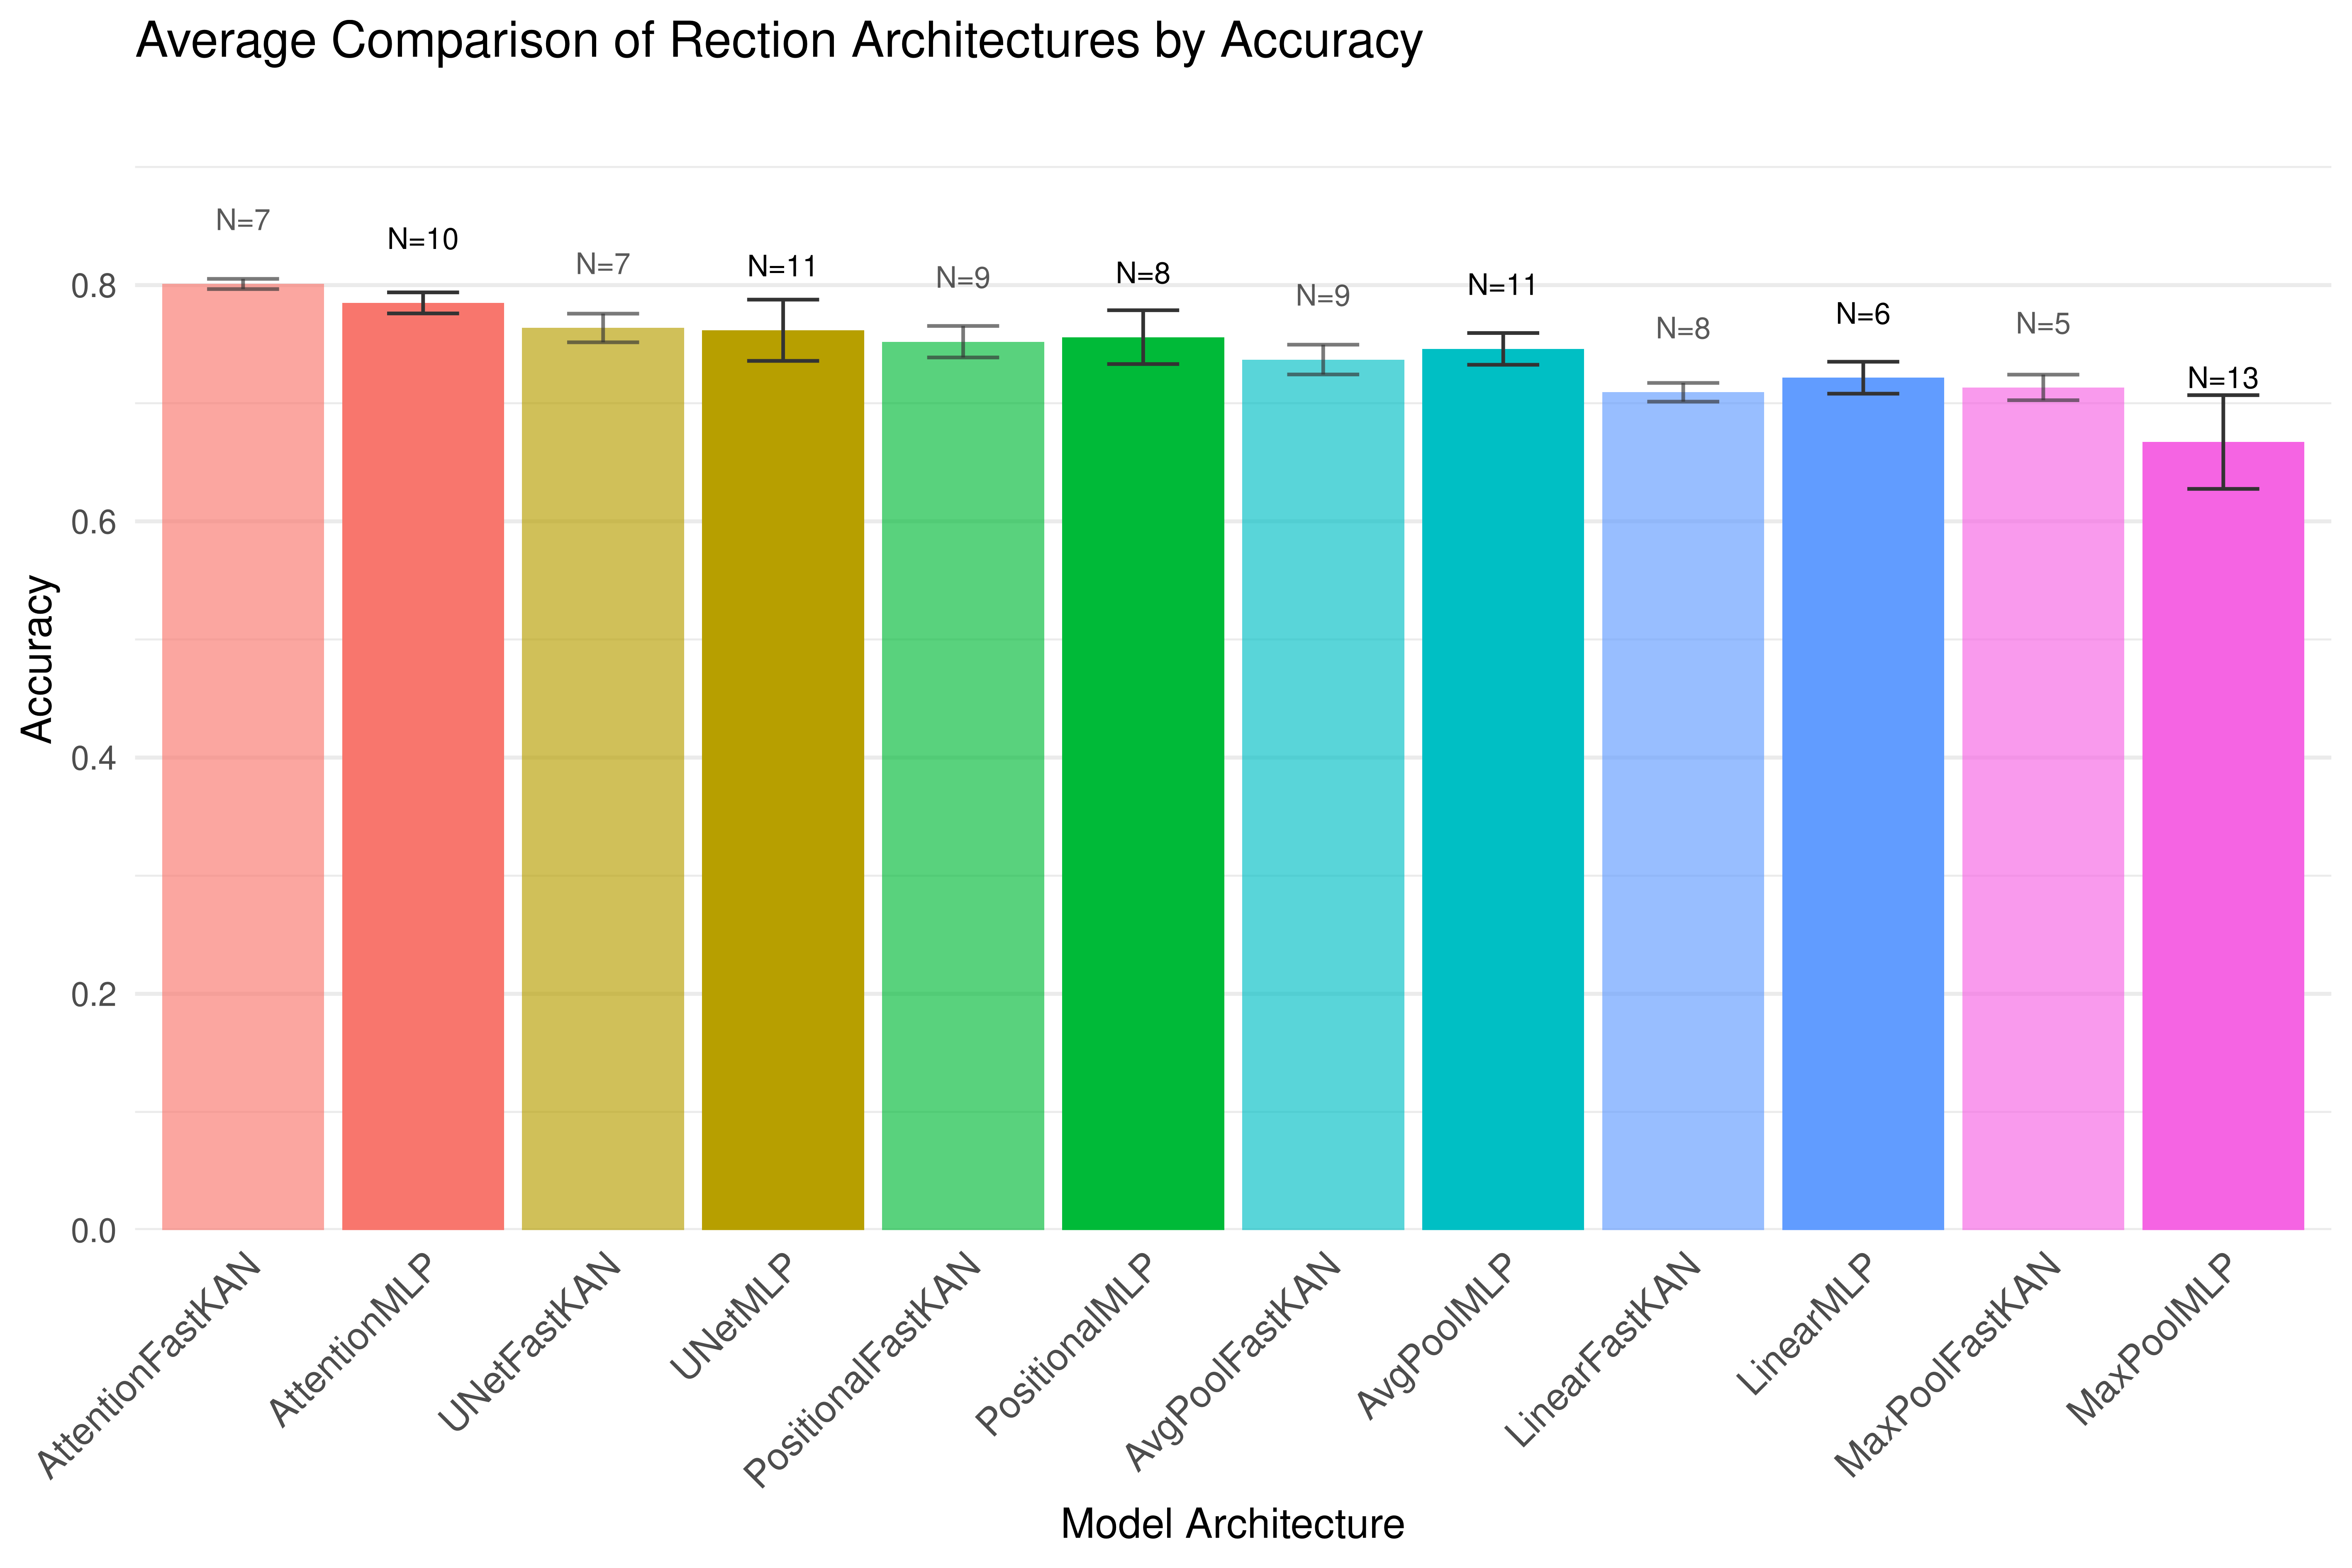 Average Comparison of Rection Architectures by Accuracy
N=7
N=10
N=7
N=11
N=9
N=8
N=9
N=11
N=8
N=6
N=5
N=13
0.8
0.6
0.4
0.2
0.0
Accuracy
AttentionFastKAN
AttentionMLP
UNetFastKAN
UNetMLP
PositionalFastKAN
PositionalMLP
AvgPoolFastKAN
AvgPoolMLP
LinearFastKAN
LinearMLP
MaxPoolFastKAN
MaxPoolMLP
Model Architecture